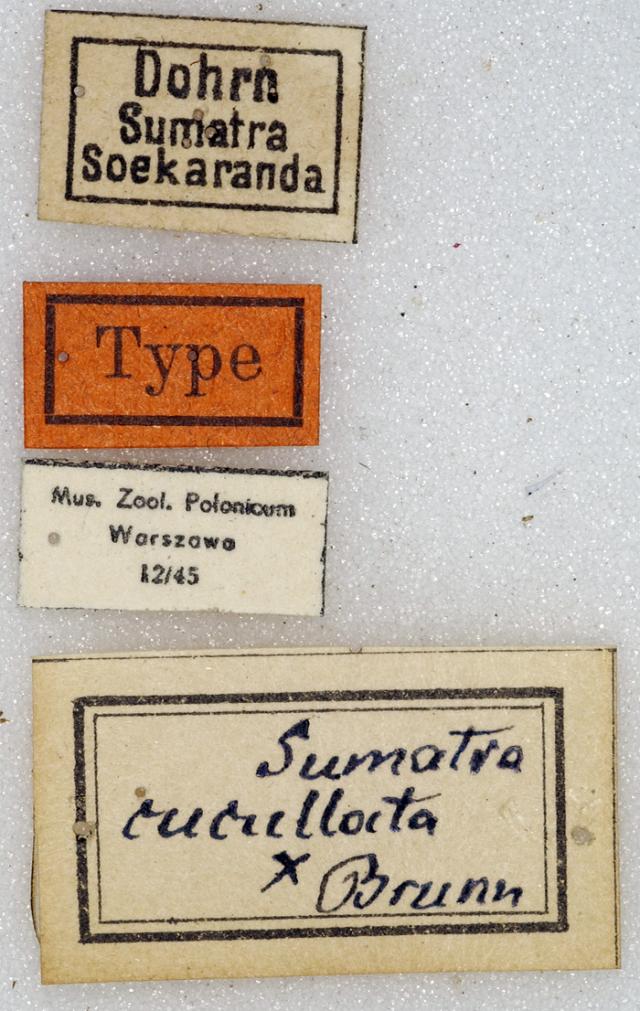 Dohrn
Sumatra
Soekaranda
Type
Mus. Zool. Polonicum
Warszawa
12/45
Sumatra
cucullata
x Brunn